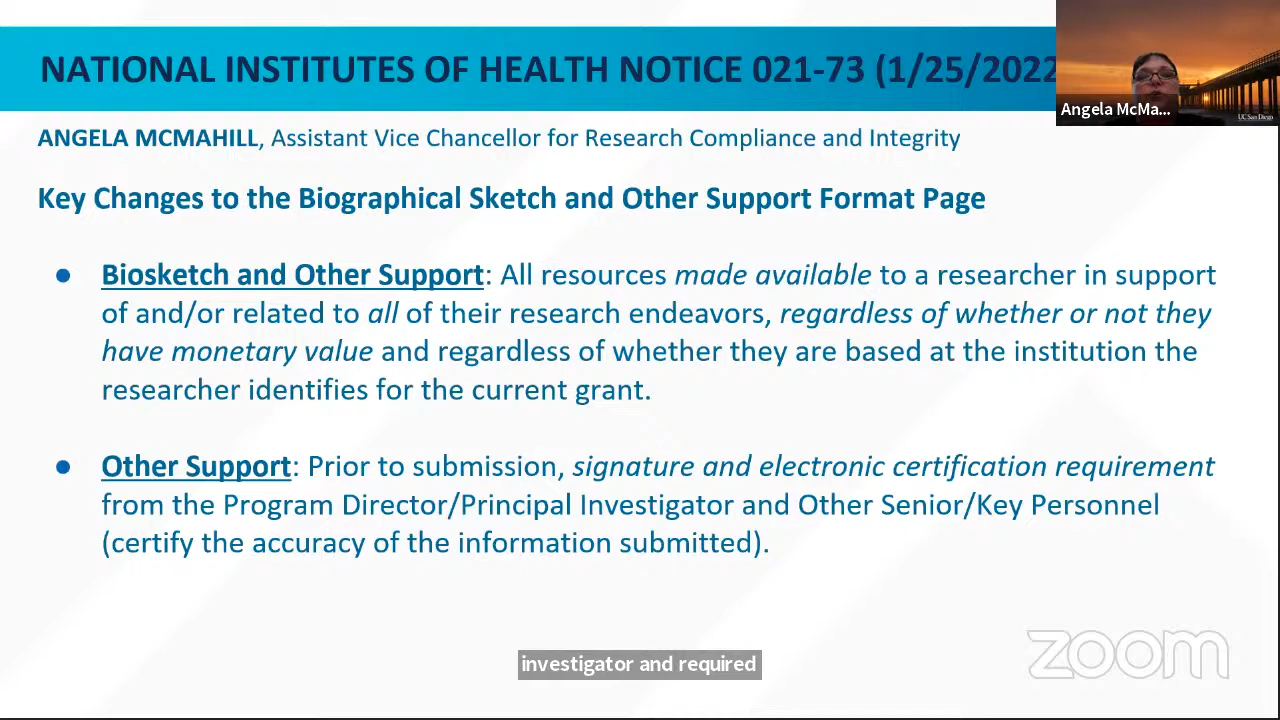 NATIONAL INSTITUTES OF HEALTH NOTICE 021-73 (1/25/2022
Angela McMa...
UC San Diego
ANGELA MCMAHILL, Assistant Vice Chancellor for Research Compliance and Integrity
Key Changes to the Biographical Sketch and Other Support Format Page
● Biosketch and Other Support: All resources made available to a researcher in support
of and/or related to all of their research endeavors, regardless of whether or not they
have monetary value and regardless of whether they are based at the institution the
researcher identifies for the current grant.
● Other Support: Prior to submission, signature and electronic certification requirement
from the Program Director/Principal Investigator and Other Senior/Key Personnel
(certify the accuracy of the information submitted).
zoom
investigator and required